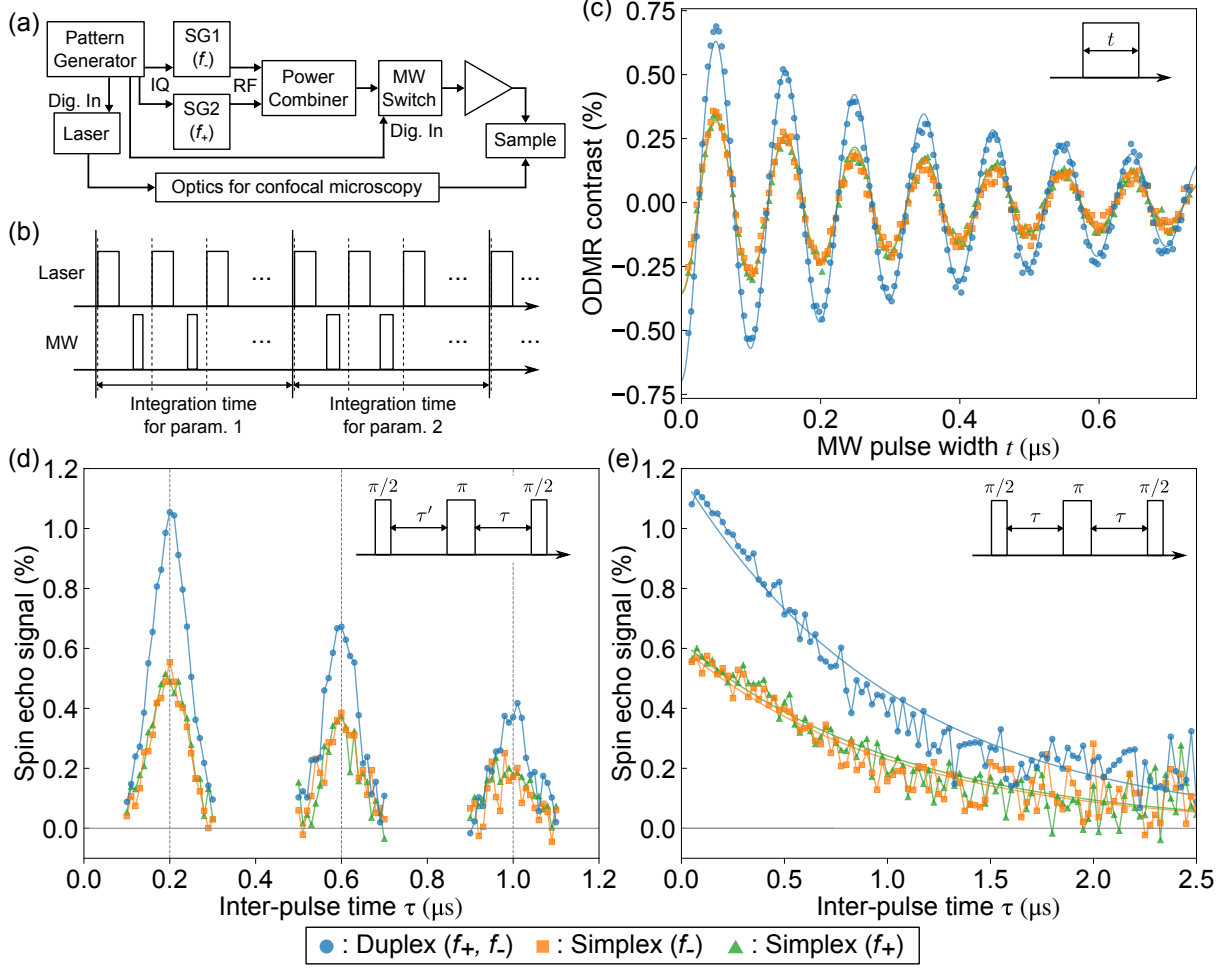 (a)
Pattern
Generator
SG1
(f-)
SG2
(f+)
IQ
RF
Power
Combiner
MW
Switch
Dig. In
Dig. In
Laser
Sample
Optics for confocal microscopy
(b)
Laser
MW
... ... ...
... ... ...
Integration time
for param. 1
Integration time
for param. 2
(c)
ODMR contrast (%)
0.75
0.50
0.25
0.00
−0.25
−0.50
−0.75
t
0.0 0.2 0.4 0.6
MW pulse width t (μs)
(d)
Spin echo signal (%)
1.2
1.0
0.8
0.6
0.4
0.2
0.0
π/2 π π/2
τ′ τ
0.0 0.2 0.4 0.6 0.8 1.0 1.2
Inter-pulse time τ (μs)
(e)
Spin echo signal (%)
1.2
1.0
0.8
0.6
0.4
0.2
0.0
π/2 π π/2
τ τ
0.0 0.5 1.0 1.5 2.0 2.5
Inter-pulse time τ (μs)
: Duplex (f+, f-) : Simplex (f-) : Simplex (f+)